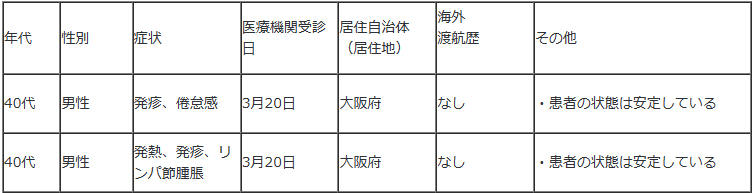 年代 性別 症状 医療機関受診日 居住自治体（居住地） 海外渡航歴 その他
40代 男性 発疹、倦怠感 3月20日 大阪府 なし ・患者の状態は安定している
40代 男性 発熱、発疹、リンパ節腫脹 3月20日 大阪府 なし ・患者の状態は安定している